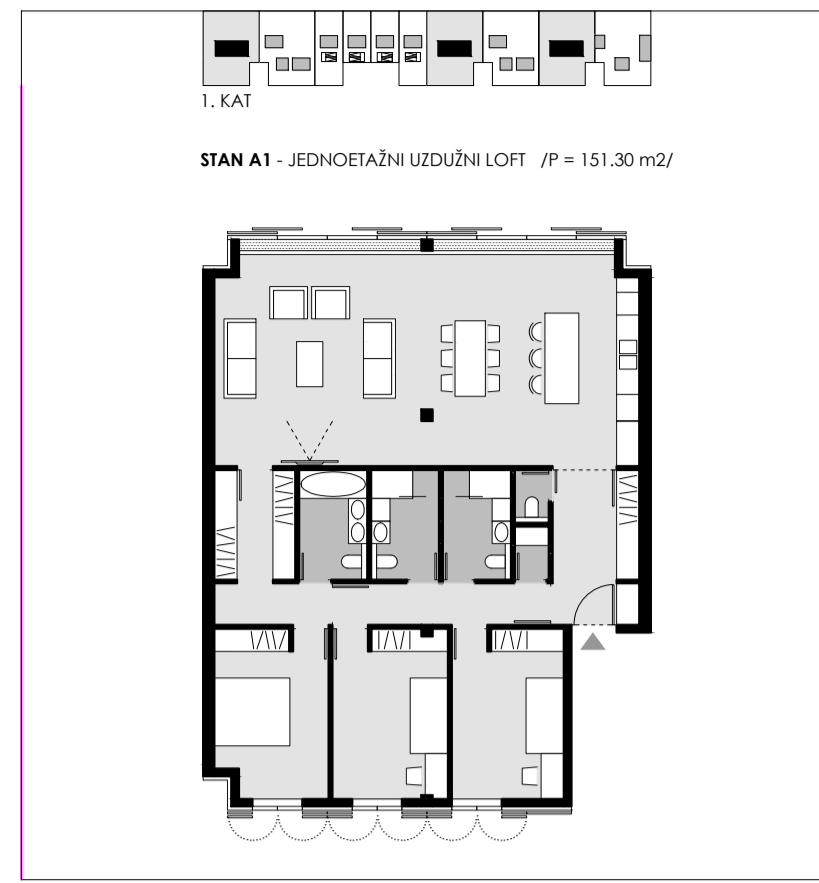 1. KAT
STAN A1 - JEDNOETAŽNI UZDUŽNI LOFT /P = 151.30 m2/